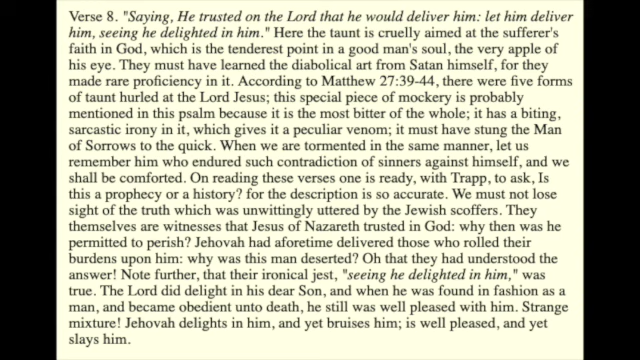 Verse 8. "Saying, He trusted on the Lord that he would deliver him: let him deliver
him, seeing he delighted in him." Here the taunt is cruelly aimed at the sufferer's
faith in God, which is the tenderest point in a good man's soul, the very apple of
his eye. They must have learned the diabolical art from Satan himself, for they
made rare proficiency in it. According to Matthew 27:39-44, there were five forms
of taunt hurled at the Lord Jesus; this special piece of mockery is probably
mentioned in this psalm because it is the most bitter of the whole; it has a biting,
sarcastic irony in it, which gives it a peculiar venom; it must have stung the Man
of Sorrows to the quick. When we are tormented in the same manner, let us
remember him who endured such contradiction of sinners against himself, and we
shall be comforted. On reading these verses one is ready, with Trapp, to ask, Is
this a prophecy or a history? for the description is so accurate. We must not lose
sight of the truth which was unwittingly uttered by the Jewish scoffers. They
themselves are witnesses that Jesus of Nazareth trusted in God: why then was he
permitted to perish? Jehovah had aforetime delivered those who rolled their
burdens upon him: why was this man deserted? Oh that they had understood the
answer! Note further, that their ironical jest, "seeing he delighted in him," was
true. The Lord did delight in his dear Son, and when he was found in fashion as a
man, and became obedient unto death, he still was well pleased with him. Strange
mixture! Jehovah delights in him, and yet bruises him; is well pleased, and yet
slays him.